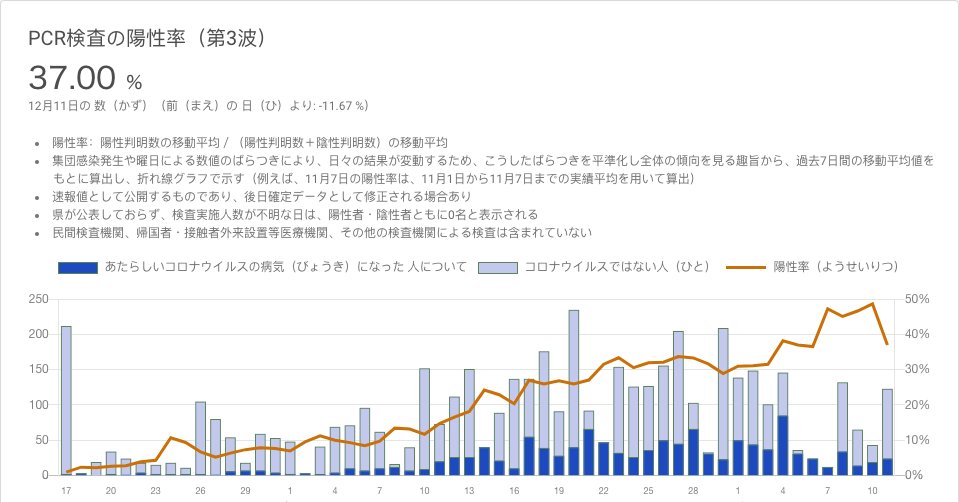 PCR検査の陽性率（第3波）
37.00 %
12月11日の 数（かず）（前（まえ）の 日（ひ）より: -11.67 %）
• 陽性率：陽性判明数の移動平均 / （陽性判明数＋陰性判明数）の移動平均
• 集団感染発生や曜日による数値のばらつきにより、日々の結果が変動するため、こうしたばらつきを平準化し全体の傾向を見る趣旨から、過去7日間の移動平均値を
もとに算出し、折れ線グラフで示す（例えば、11月7日の陽性率は、11月1日から11月7日までの実績平均を用いて算出）
• 速報値として公開するものであり、後日確定データとして修正される場合あり
• 県が公表しておらず、検査実施人数が不明な日は、陽性者・陰性者ともに0名と表示される
• 民間検査機関、帰国者・接触者外来設置等医療機関、その他の検査機関による検査は含まれていない
あたらしいコロナウイルスの病気（びょうき）になった 人について コロナウイルスではない人（ひと） 陽性率（ようせいりつ）
250 50%
200 40%
150 30%
100 20%
50 10%
0 0%
17 20 23 26 29 1 4 7 10 13 16 19 22 25 28 1 4 7 10